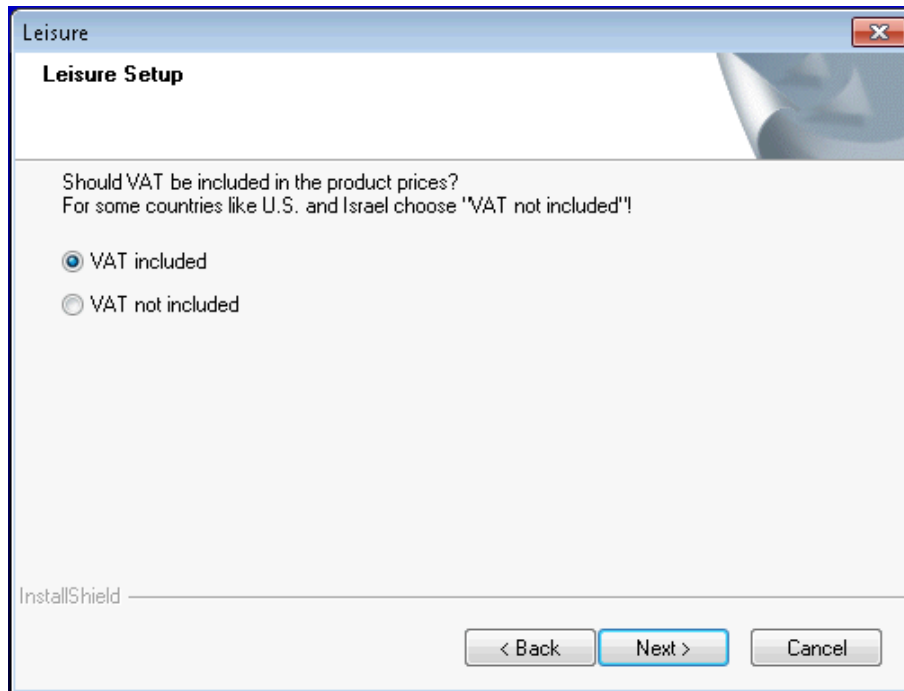 Leisure
Leisure Setup
Should VAT be included in the product prices?
For some countries like U.S. and Israel choose "VAT not included"!
VAT included
VAT not included
InstallShield
< Back Next > Cancel